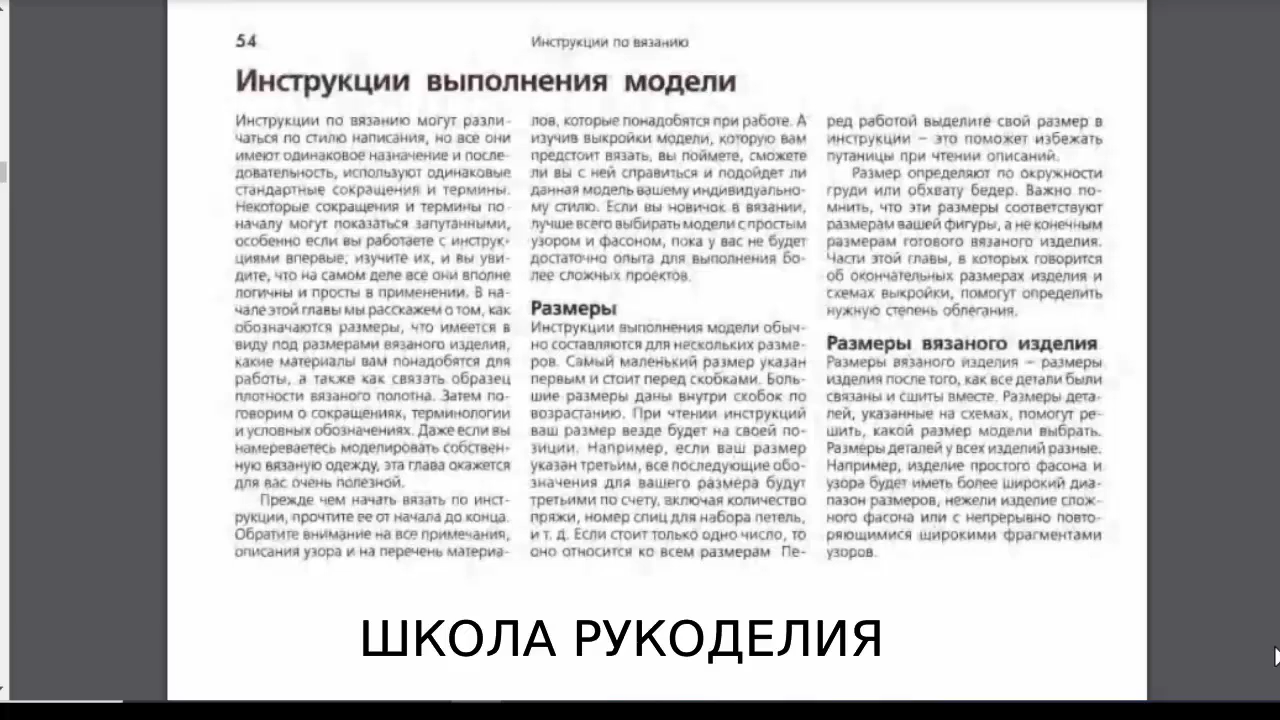 54
Инструкции по вязанию
Инструкции выполнения модели
Инструкции по вязанию могут разли-
чаться по стилю написания, но все они
имеют одинаковое назначение и после-
довательность, используют одинаковые
стандартные сокращения и термины.
Некоторые сокращения и термины по-
началу могут показаться запутанными,
особенно если вы работаете с инструк-
циями впервые; изучите их, и вы уви-
дите, что на самом деле все они вполне
логичны и просты в применении. В на-
чале этой главы мы расскажем о том, как
обозначаются размеры, что имеется в
виду под размерами вязаного изделия,
какие материалы вам понадобятся для
работы, а также как связать образец
плотности вязаного полотна. Затем по-
говорим о сокращениях, терминологии
и условных обозначениях. Даже если вы
намереваетесь моделировать собствен-
ную вязаную одежду, эта глава окажется
для вас очень полезной.
Прежде чем начать вязать по инст-
рукции, прочтите ее от начала до конца.
Обратите внимание на все примечания,
описания узора и на перечень материа-
лов, которые понадобятся при работе. А
изучив выкройки модели, которую вам
предстоит вязать, вы поймете, сможете
ли вы с ней справиться и подойдет ли
данная модель вашему индивидуально-
му стилю. Если вы новичок в вязании,
лучше всего выбирать модели с простым
узором и фасоном, пока у вас не будет
достаточно опыта для выполнения бо-
лее сложных проектов.
Размеры
Инструкции выполнения модели обыч-
но составляются для нескольких разме-
ров. Самый маленький размер указан
первым и стоит перед скобками. Боль-
шие размеры даны внутри скобок по
возрастанию. При чтении инструкций
ваш размер везде будет на своей по-
зиции. Например, если ваш размер
указан третьим, все последующие обо-
значения для вашего размера будут
третьими по счету, включая количество
пряжи, номер спиц для набора петель,
и т. д. Если стоит только одно число, то
оно относится ко всем размерам Пе-
ред работой выделите свой размер в
инструкции – это поможет избежать
путаницы при чтении описаний.
Размер определяют по окружности
груди или обхвату бедер. Важно по-
мнить, что эти размеры соответствуют
размерам вашей фигуры, а не конечным
размерам готового вязаного изделия.
Части этой главы, в которых говорится
об окончательных размерах изделия и
схемах выкройки, помогут определить
нужную степень облегания.
Размеры вязаного изделия
Размеры вязаного изделия – размеры
изделия после того, как все детали были
связаны и сшиты вместе. Размеры дета-
лей, указанные на схемах, помогут ре-
шить, какой размер модели выбрать.
Размеры деталей у всех изделий разные.
Например, изделие простого фасона и
узора будет иметь более широкий диа-
пазон размеров, нежели изделие слож-
ного фасона или с непрерывно повто-
ряющимися широкими фрагментами
узоров.
ШКОЛА РУКОДЕЛИЯ